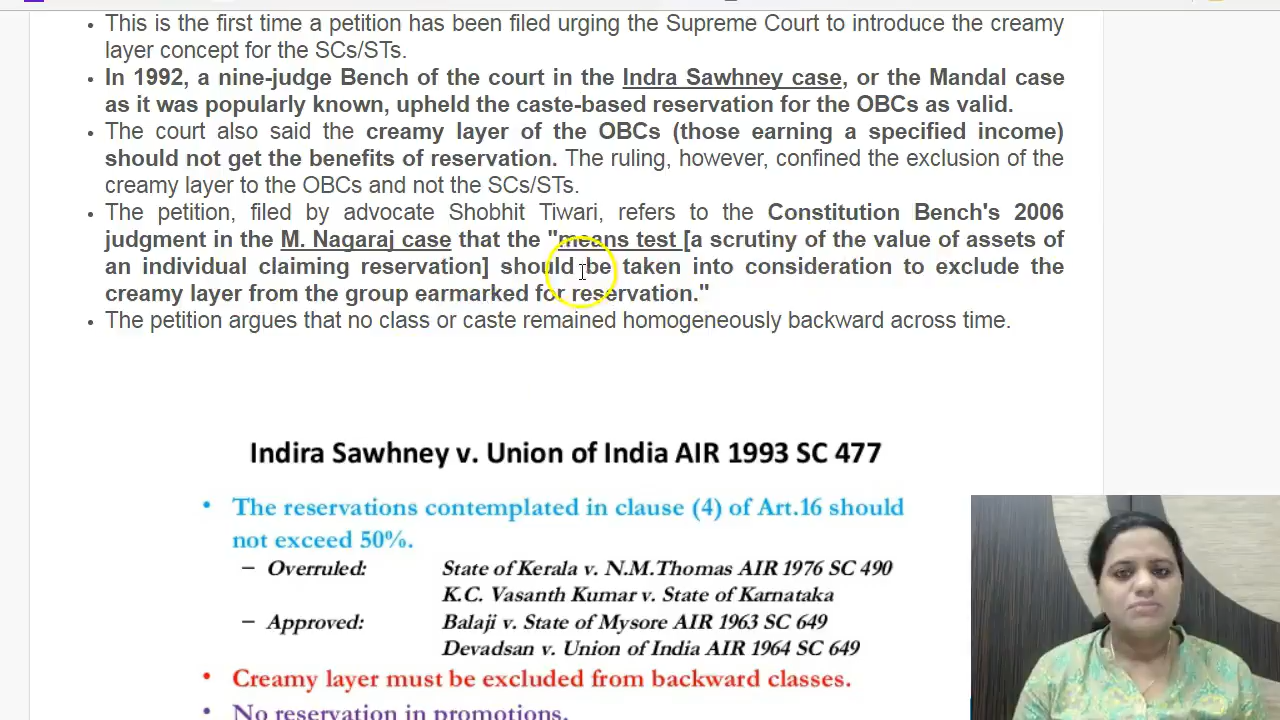 • This is the first time a petition has been filed urging the Supreme Court to introduce the creamy
layer concept for the SCs/STs.
• In 1992, a nine-judge Bench of the court in the Indra Sawhney case, or the Mandal case
as it was popularly known, upheld the caste-based reservation for the OBCs as valid.
• The court also said the creamy layer of the OBCs (those earning a specified income)
should not get the benefits of reservation. The ruling, however, confined the exclusion of the
creamy layer to the OBCs and not the SCs/STs.
• The petition, filed by advocate Shobhit Tiwari, refers to the Constitution Bench's 2006
judgment in the M. Nagaraj case that the "means test [a scrutiny of the value of assets of
an individual claiming reservation] should be taken into consideration to exclude the
creamy layer from the group earmarked for reservation."
• The petition argues that no class or caste remained homogeneously backward across time.
Indira Sawhney v. Union of India AIR 1993 SC 477
• The reservations contemplated in clause (4) of Art.16 should
not exceed 50%.
– Overruled: State of Kerala v. N.M.Thomas AIR 1976 SC 490
K.C. Vasanth Kumar v. State of Karnataka
– Approved: Balaji v. State of Mysore AIR 1963 SC 649
Devadsan v. Union of India AIR 1964 SC 649
• Creamy layer must be excluded from backward classes.
• No reservation in promotions.